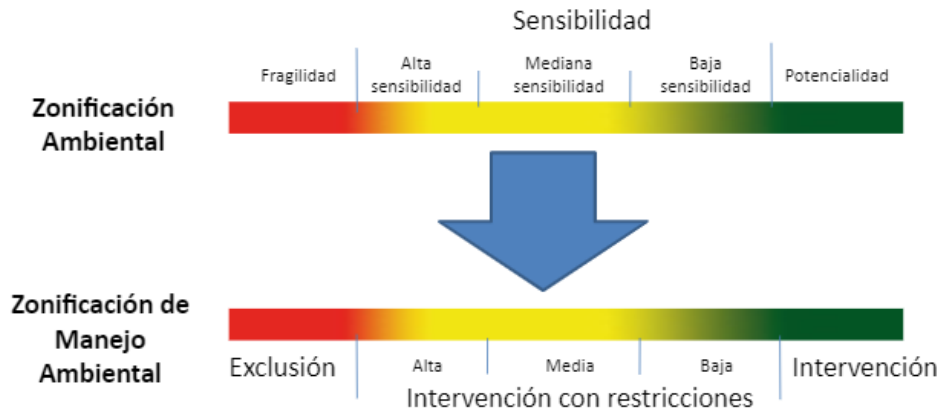 Sensibilidad
Fragilidad
Alta
sensibilidad
Mediana
sensibilidad
Baja
sensibilidad
Potencialidad
Zonificación
Ambiental
Zonificación de
Manejo
Ambiental
Exclusión
Alta
Media
Baja
Intervención
Intervención con restricciones